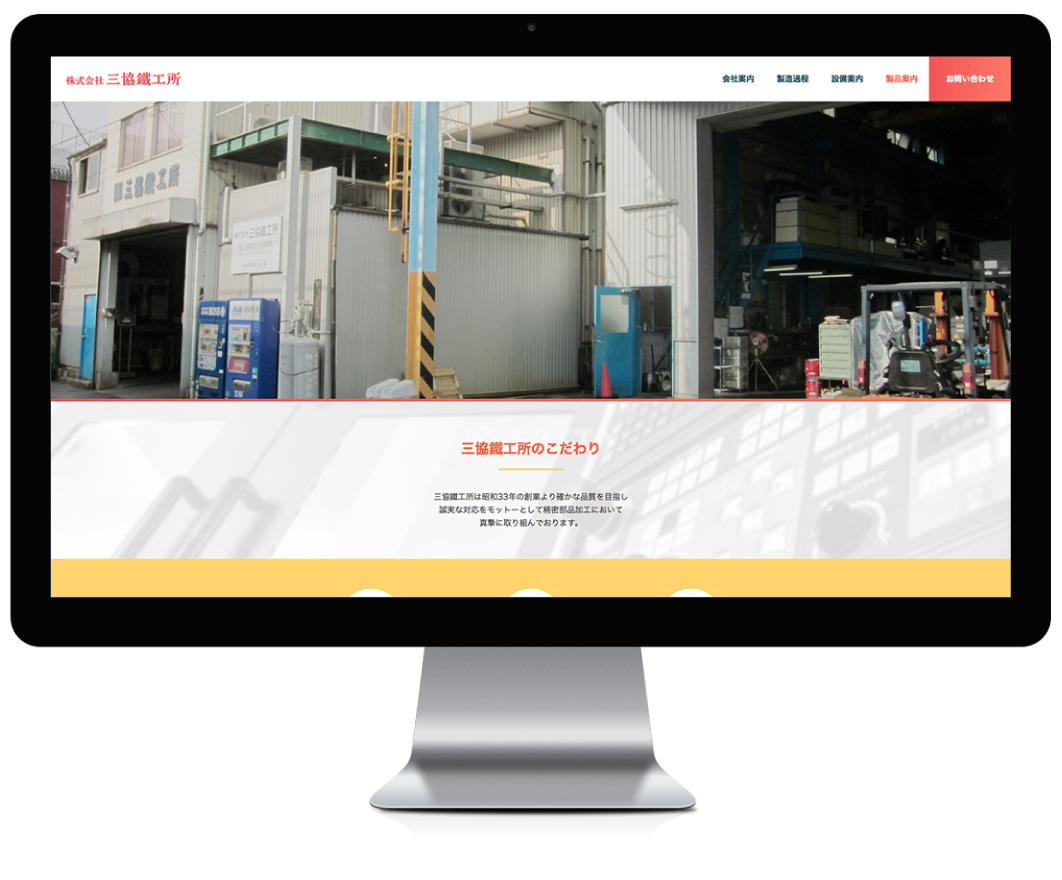 株式会社 三協鐵工所
会社案内 製造過程 設備案内 製品案内 お問い合わせ
三協鐵工所
株式会社 三協鐵工所
BOSS
三協鐵工所のこだわり
三協鐵工所は昭和33年の創業より確かな品質を目指し
誠実な対応をモットーとして精密部品加工において
真摯に取り組んでおります。